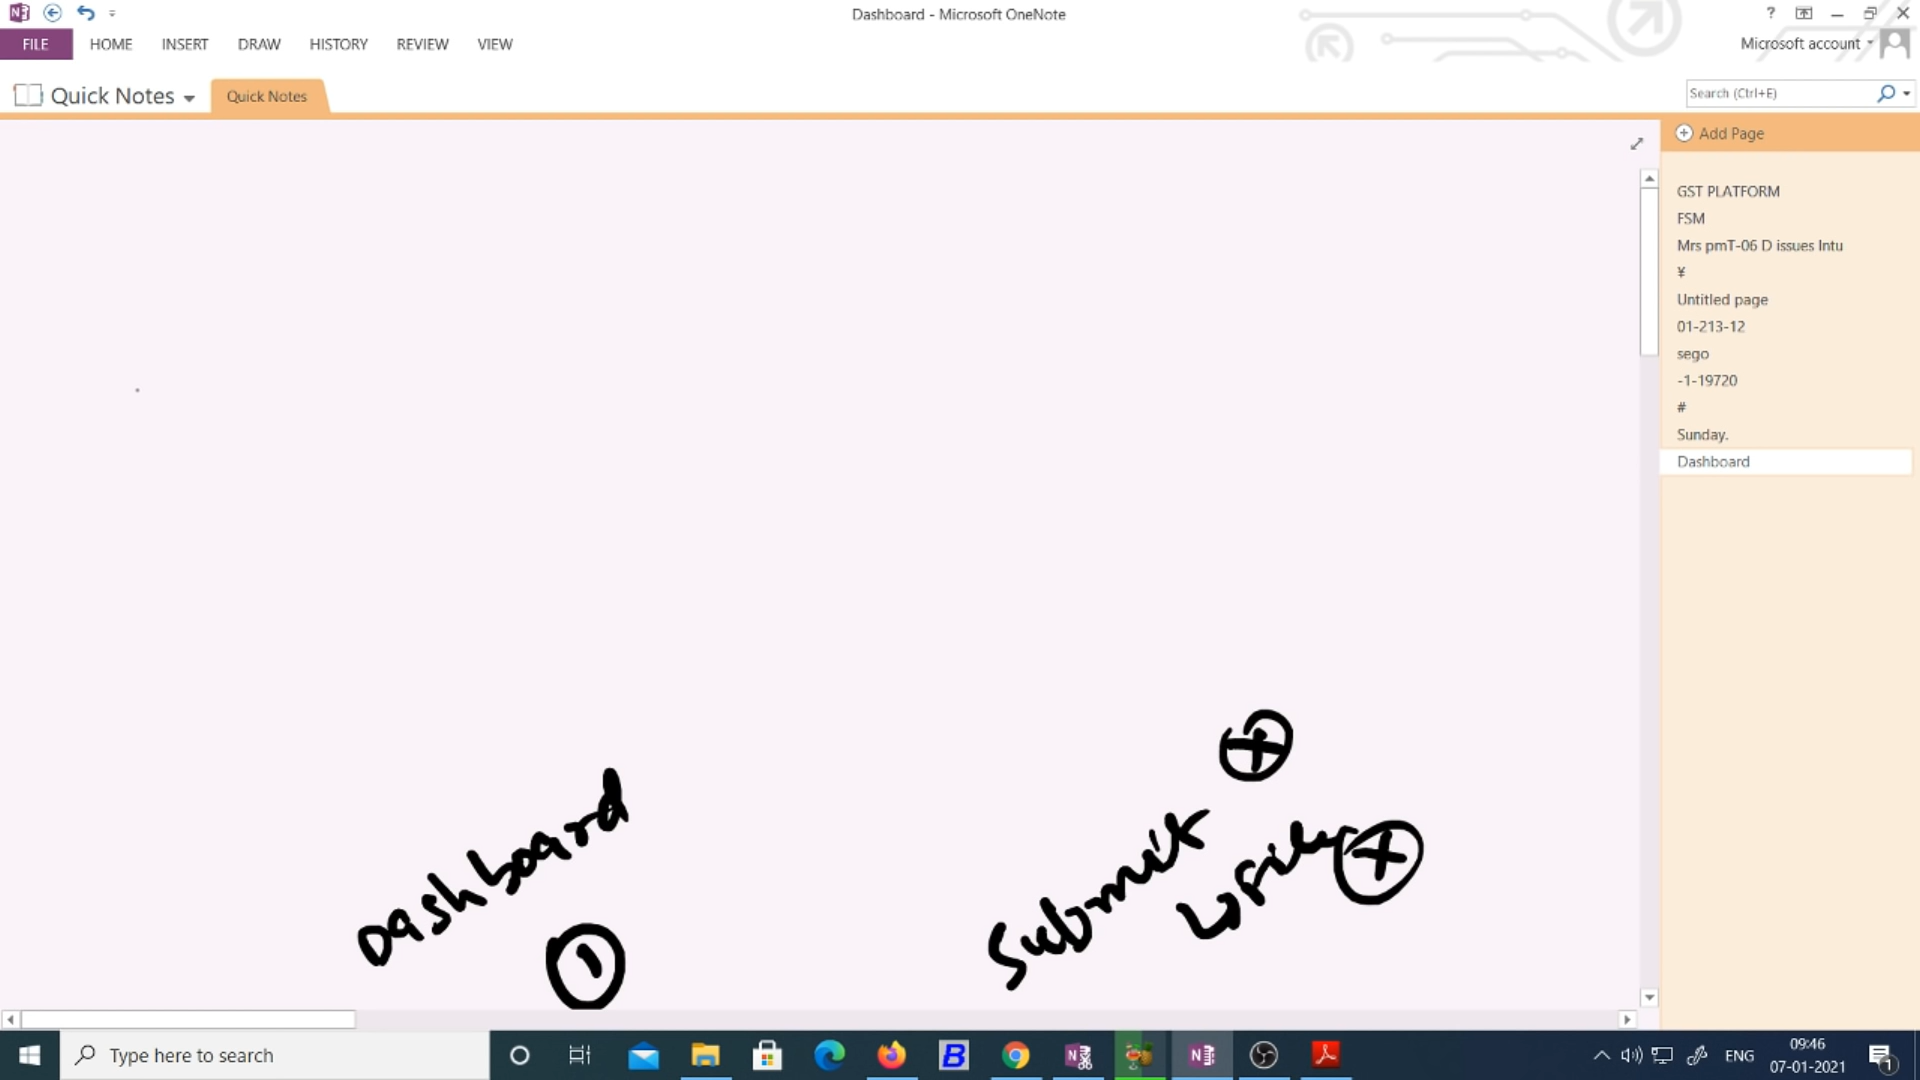 Dashboard - Microsoft OneNote
?
FILE HOME INSERT DRAW HISTORY REVIEW VIEW
Microsoft account
Quick Notes
Quick Notes
Search (Ctrl+E)
Add Page
GST PLATFORM
FSM
Mrs pmT-06 D issues Intu
¥
Untitled page
01-213-12
sego
-1-19720
#
Sunday.
Dashboard
Dashboard
1
Submit
Type here to search
ENG
09:46
07-01-2021
1